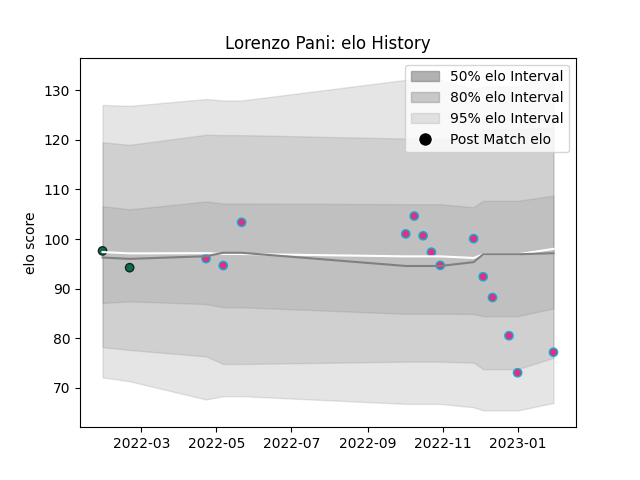 Lorenzo Pani: elo History
50% elo Interval
80% elo Interval
95% elo Interval
Post Match elo
elo score
130
120
110
100
90
80
70
2022-03
2022-05
2022-07
2022-09
2022-11
2023-01